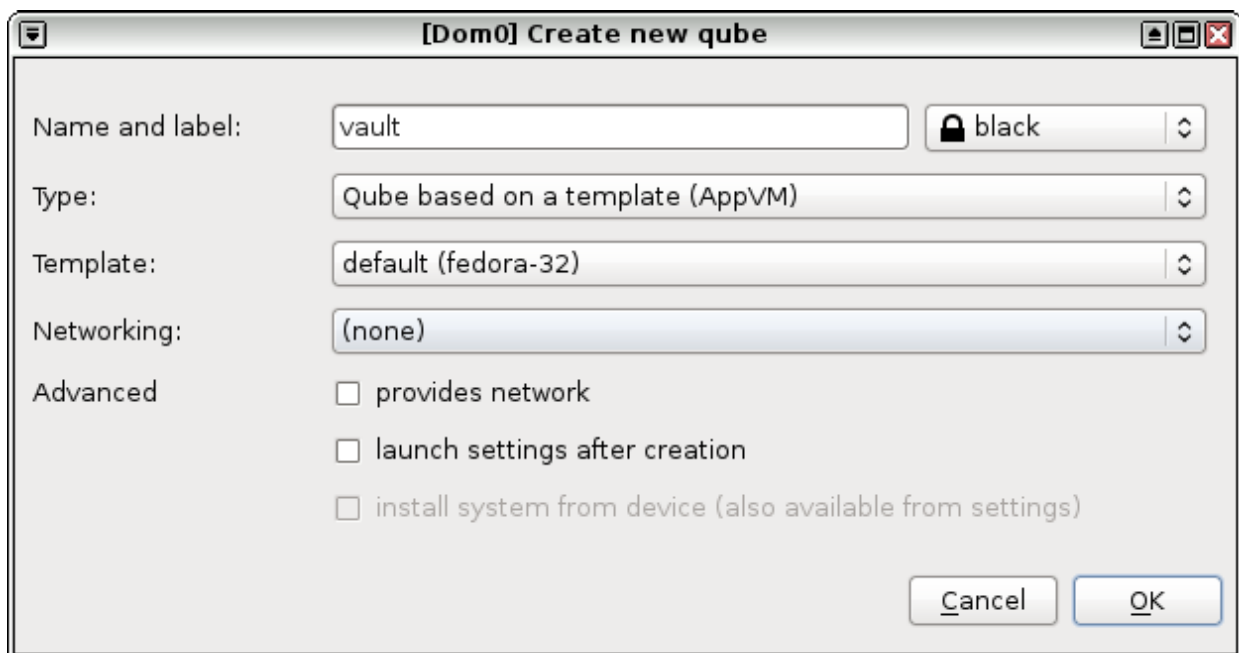 [Dom0] Create new qube
Name and label: vault black
Type: Qube based on a template (AppVM)
Template: default (fedora-32)
Networking: (none)
Advanced provides network
launch settings after creation
install system from device (also available from settings)
Cancel OK